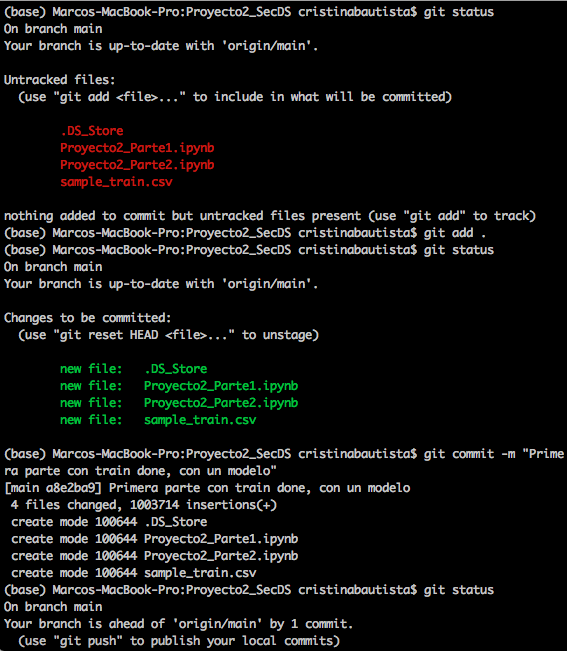 (base) Marcos-MacBook-Pro:Proyecto2_SecDS cristinabautista$ git status
On branch main
Your branch is up-to-date with 'origin/main'.
Untracked files:
(use "git add <file>..." to include in what will be committed)
.DS_Store
Proyecto2_Parte1.ipynb
Proyecto2_Parte2.ipynb
sample_train.csv
nothing added to commit but untracked files present (use "git add" to track)
(base) Marcos-MacBook-Pro:Proyecto2_SecDS cristinabautista$ git add .
(base) Marcos-MacBook-Pro:Proyecto2_SecDS cristinabautista$ git status
On branch main
Your branch is up-to-date with 'origin/main'.
Changes to be committed:
(use "git reset HEAD <file>..." to unstage)
new file:   .DS_Store
new file:   Proyecto2_Parte1.ipynb
new file:   Proyecto2_Parte2.ipynb
new file:   sample_train.csv
(base) Marcos-MacBook-Pro:Proyecto2_SecDS cristinabautista$ git commit -m "Prime
ra parte con train done, con un modelo"
[main a8e2ba9] Primera parte con train done, con un modelo
4 files changed, 1003714 insertions(+)
create mode 100644 .DS_Store
create mode 100644 Proyecto2_Parte1.ipynb
create mode 100644 Proyecto2_Parte2.ipynb
create mode 100644 sample_train.csv
(base) Marcos-MacBook-Pro:Proyecto2_SecDS cristinabautista$ git status
On branch main
Your branch is ahead of 'origin/main' by 1 commit.
(use "git push" to publish your local commits)